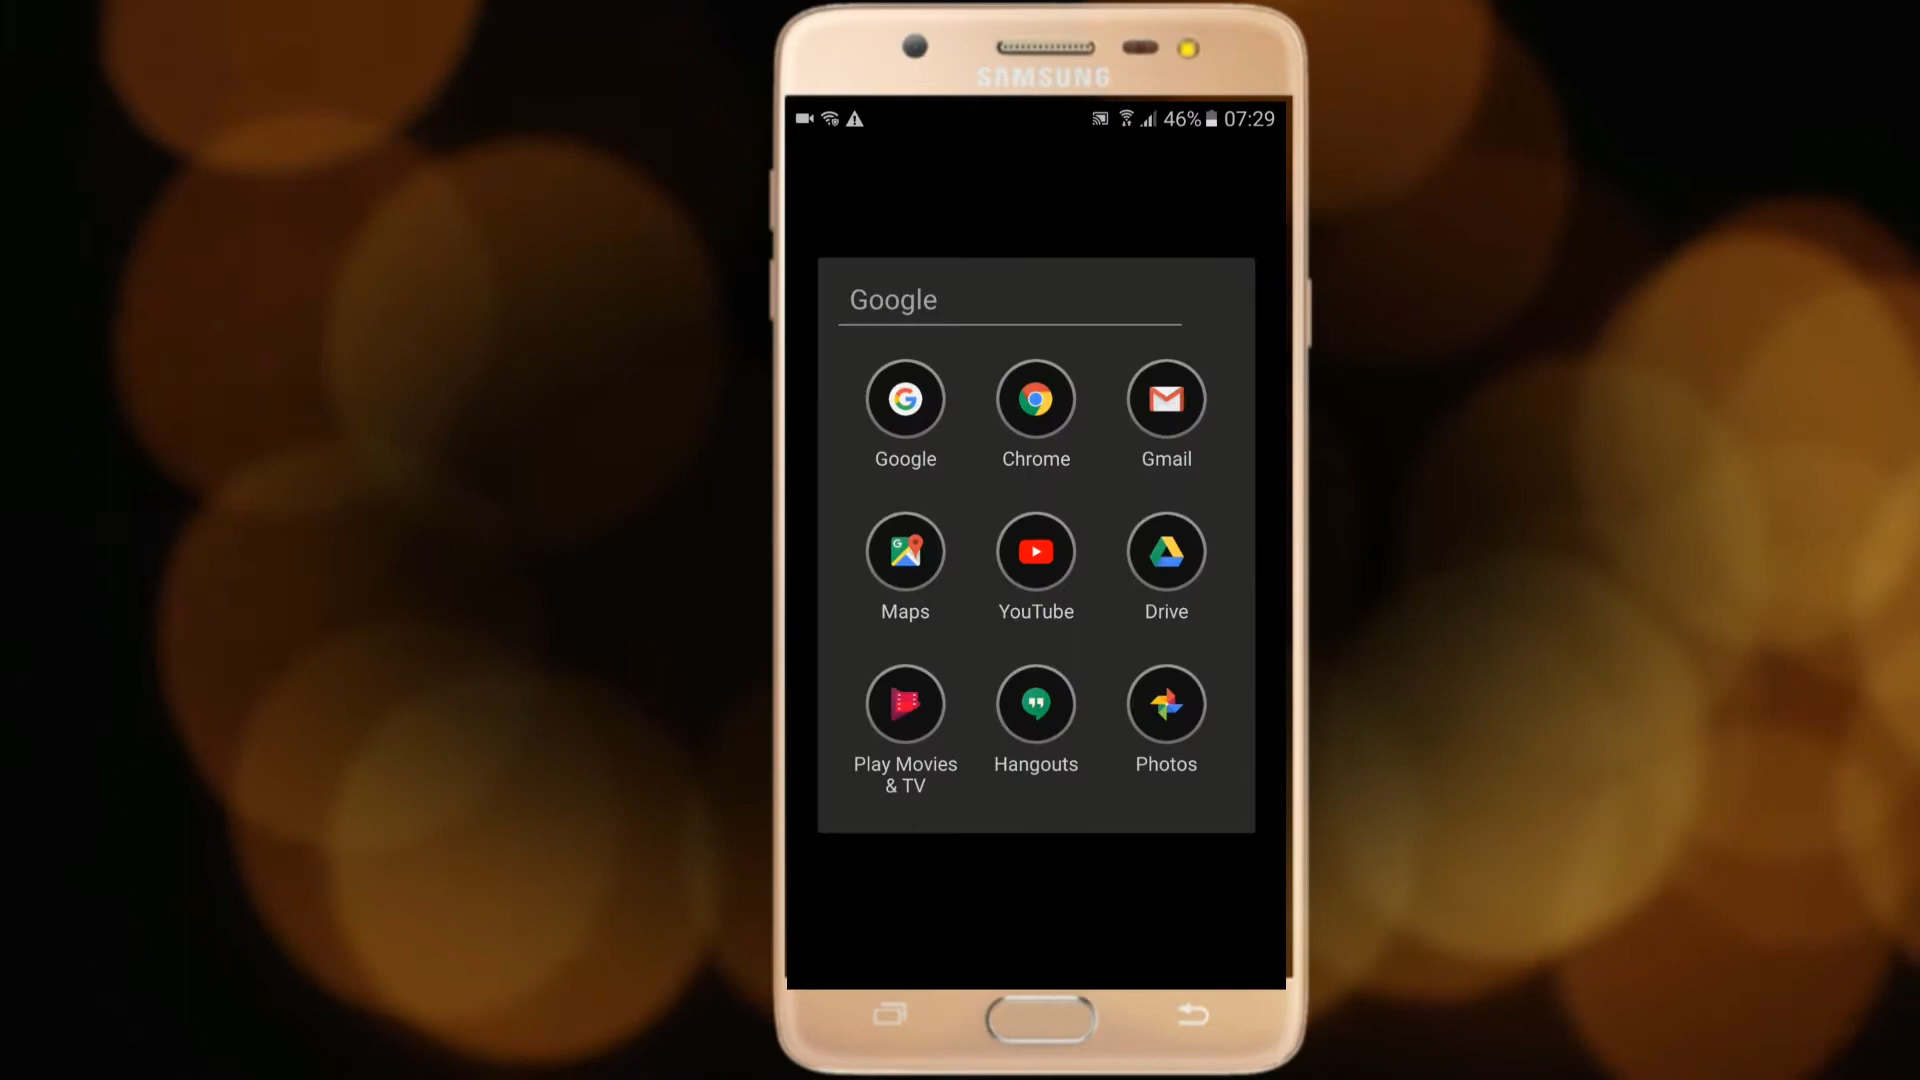 SAMSUNG
46% 07:29
Google
Google Chrome Gmail
Maps YouTube Drive
Play Movies Hangouts Photos
& TV